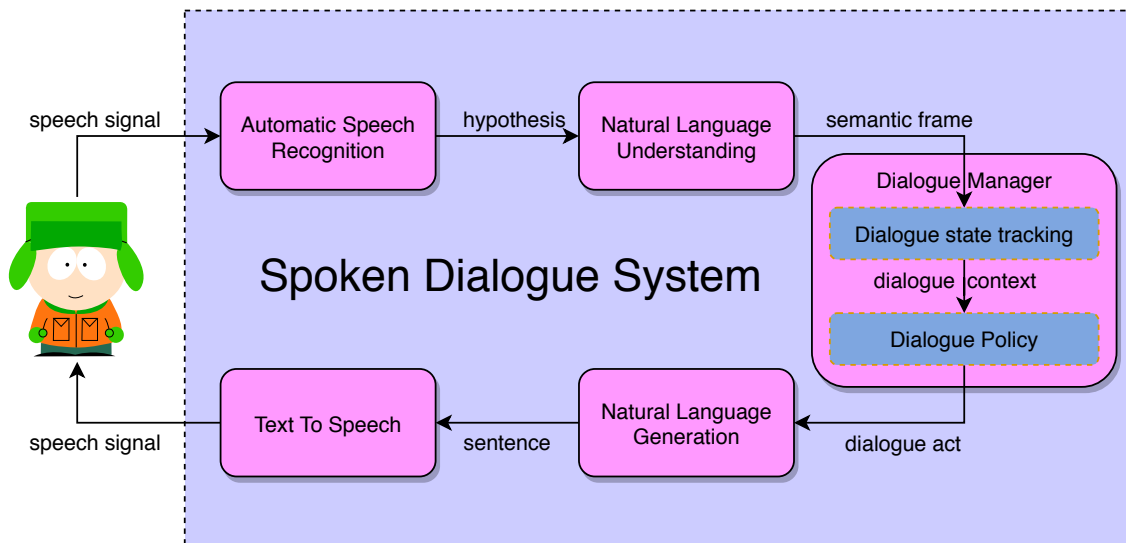 speech signal
Automatic Speech
Recognition
hypothesis
Natural Language
Understanding
semantic frame
Dialogue Manager
Dialogue state tracking
dialogue context
Dialogue Policy
Spoken Dialogue System
speech signal
Text To Speech
sentence
Natural Language
Generation
dialogue act